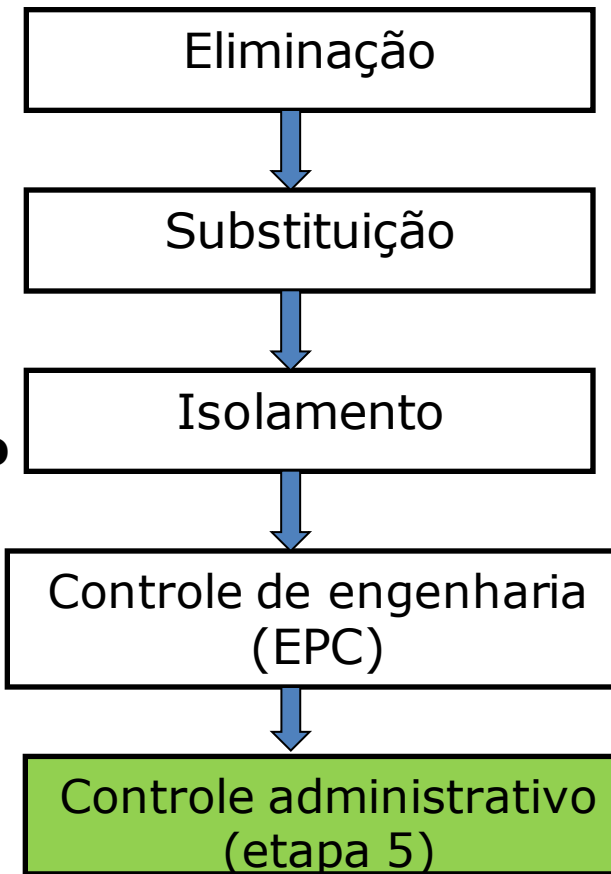 Eliminação
Substituição
Isolamento
Controle de engenharia
(EPC)
Controle administrativo
(etapa 5)